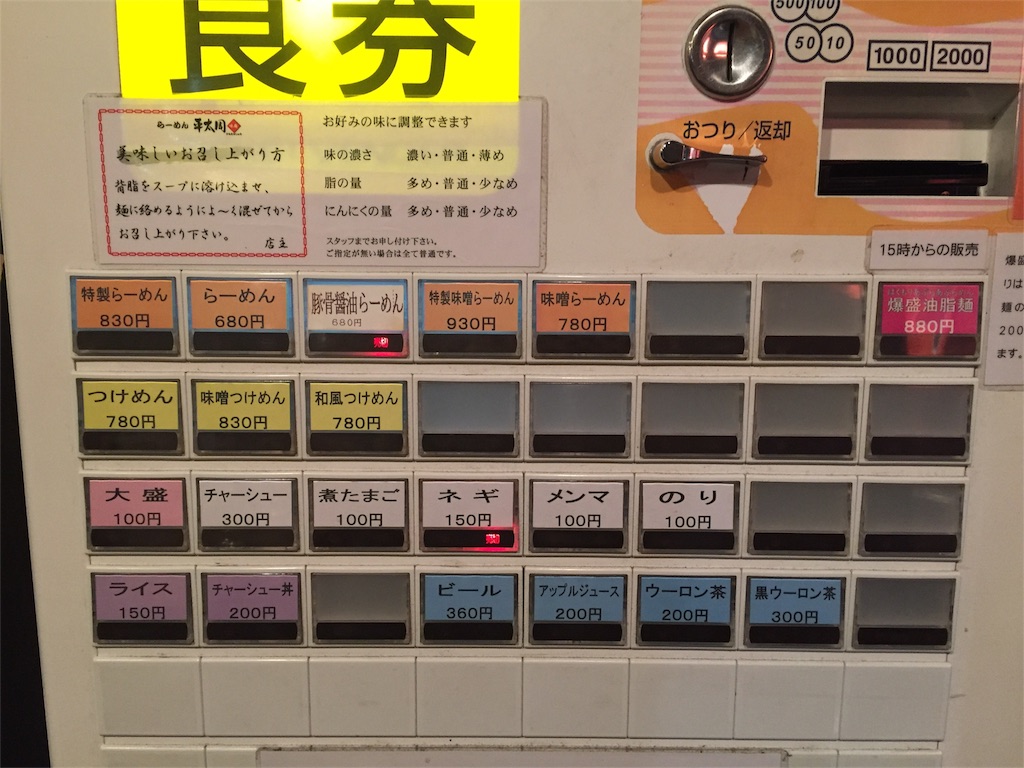 食券
500 100
50 10
1000 2000
おつり／返却
らーめん 平太周
美味しいお召し上がり方
背脂をスープに溶け込ませ、
麺に絡めるようによ〜く混ぜてから
お召し上がり下さい。
店主
お好みの味に調整できます
味の濃さ 濃い・普通・薄め
脂の量 多め・普通・少なめ
にんにくの量 多め・普通・少なめ
スタッフまでお申し付け下さい。
ご指定が無い場合は全て普通です。
15時からの販売
爆盛
りは
麺の
200
ます。
特製らーめん
830円
らーめん
680円
豚骨醤油らーめん
680円
特製味噌らーめん
930円
味噌らーめん
780円
爆盛油脂麺
880円
つけめん
780円
味噌つけめん
830円
和風つけめん
780円
大盛
100円
チャーシュー
300円
煮たまご
100円
ネギ
150円
メンマ
100円
のり
100円
ライス
150円
チャーシュー丼
200円
ビール
360円
アップルジュース
200円
ウーロン茶
200円
黒ウーロン茶
300円